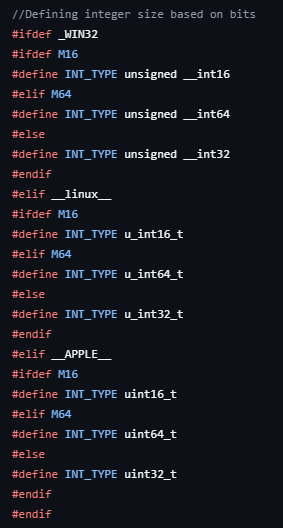 //Defining integer size based on bits
#ifdef _WIN32
#ifdef M16
#define INT_TYPE unsigned __int16
#elif M64
#define INT_TYPE unsigned __int64
#else
#define INT_TYPE unsigned __int32
#endif
#elif __linux__
#ifdef M16
#define INT_TYPE u_int16_t
#elif M64
#define INT_TYPE u_int64_t
#else
#define INT_TYPE u_int32_t
#endif
#elif __APPLE__
#ifdef M16
#define INT_TYPE uint16_t
#elif M64
#define INT_TYPE uint64_t
#else
#define INT_TYPE uint32_t
#endif
#endif